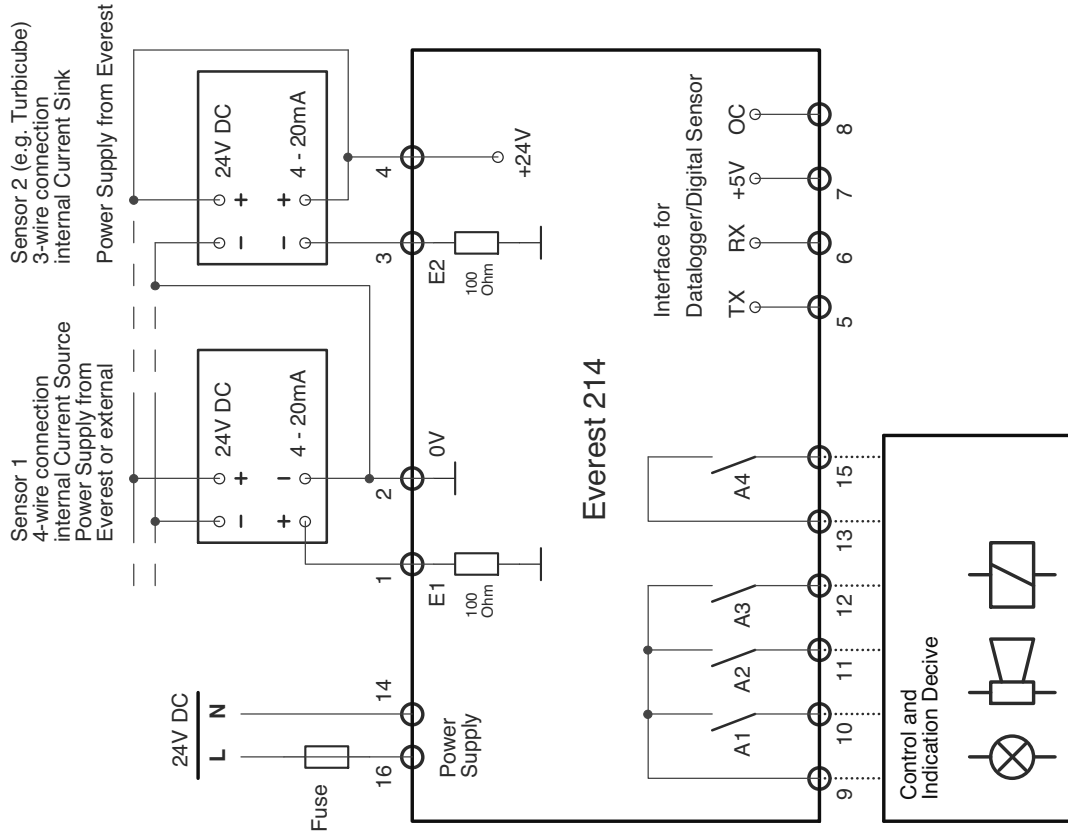 Sensor 1
4-wire connection
internal Current Source
Power Supply from
Everest or external
Sensor 2 (e.g. Turbicube)
3-wire connection
internal Current Sink
Power Supply from Everest
24V DC
L
N
Fuse
16
14
Power
Supply
24V DC
− +
4 - 20mA
+ −
24V DC
− +
4 - 20mA
− +
1
2
3
4
E1
0V
E2
+24V
100
Ohm
100
Ohm
Everest 214
Interface for
Datalogger/Digital Sensor
TX
RX
+5V
OC
A1
A2
A3
A4
9
10
11
12
13
15
5
6
7
8
Control and
Indication Decive